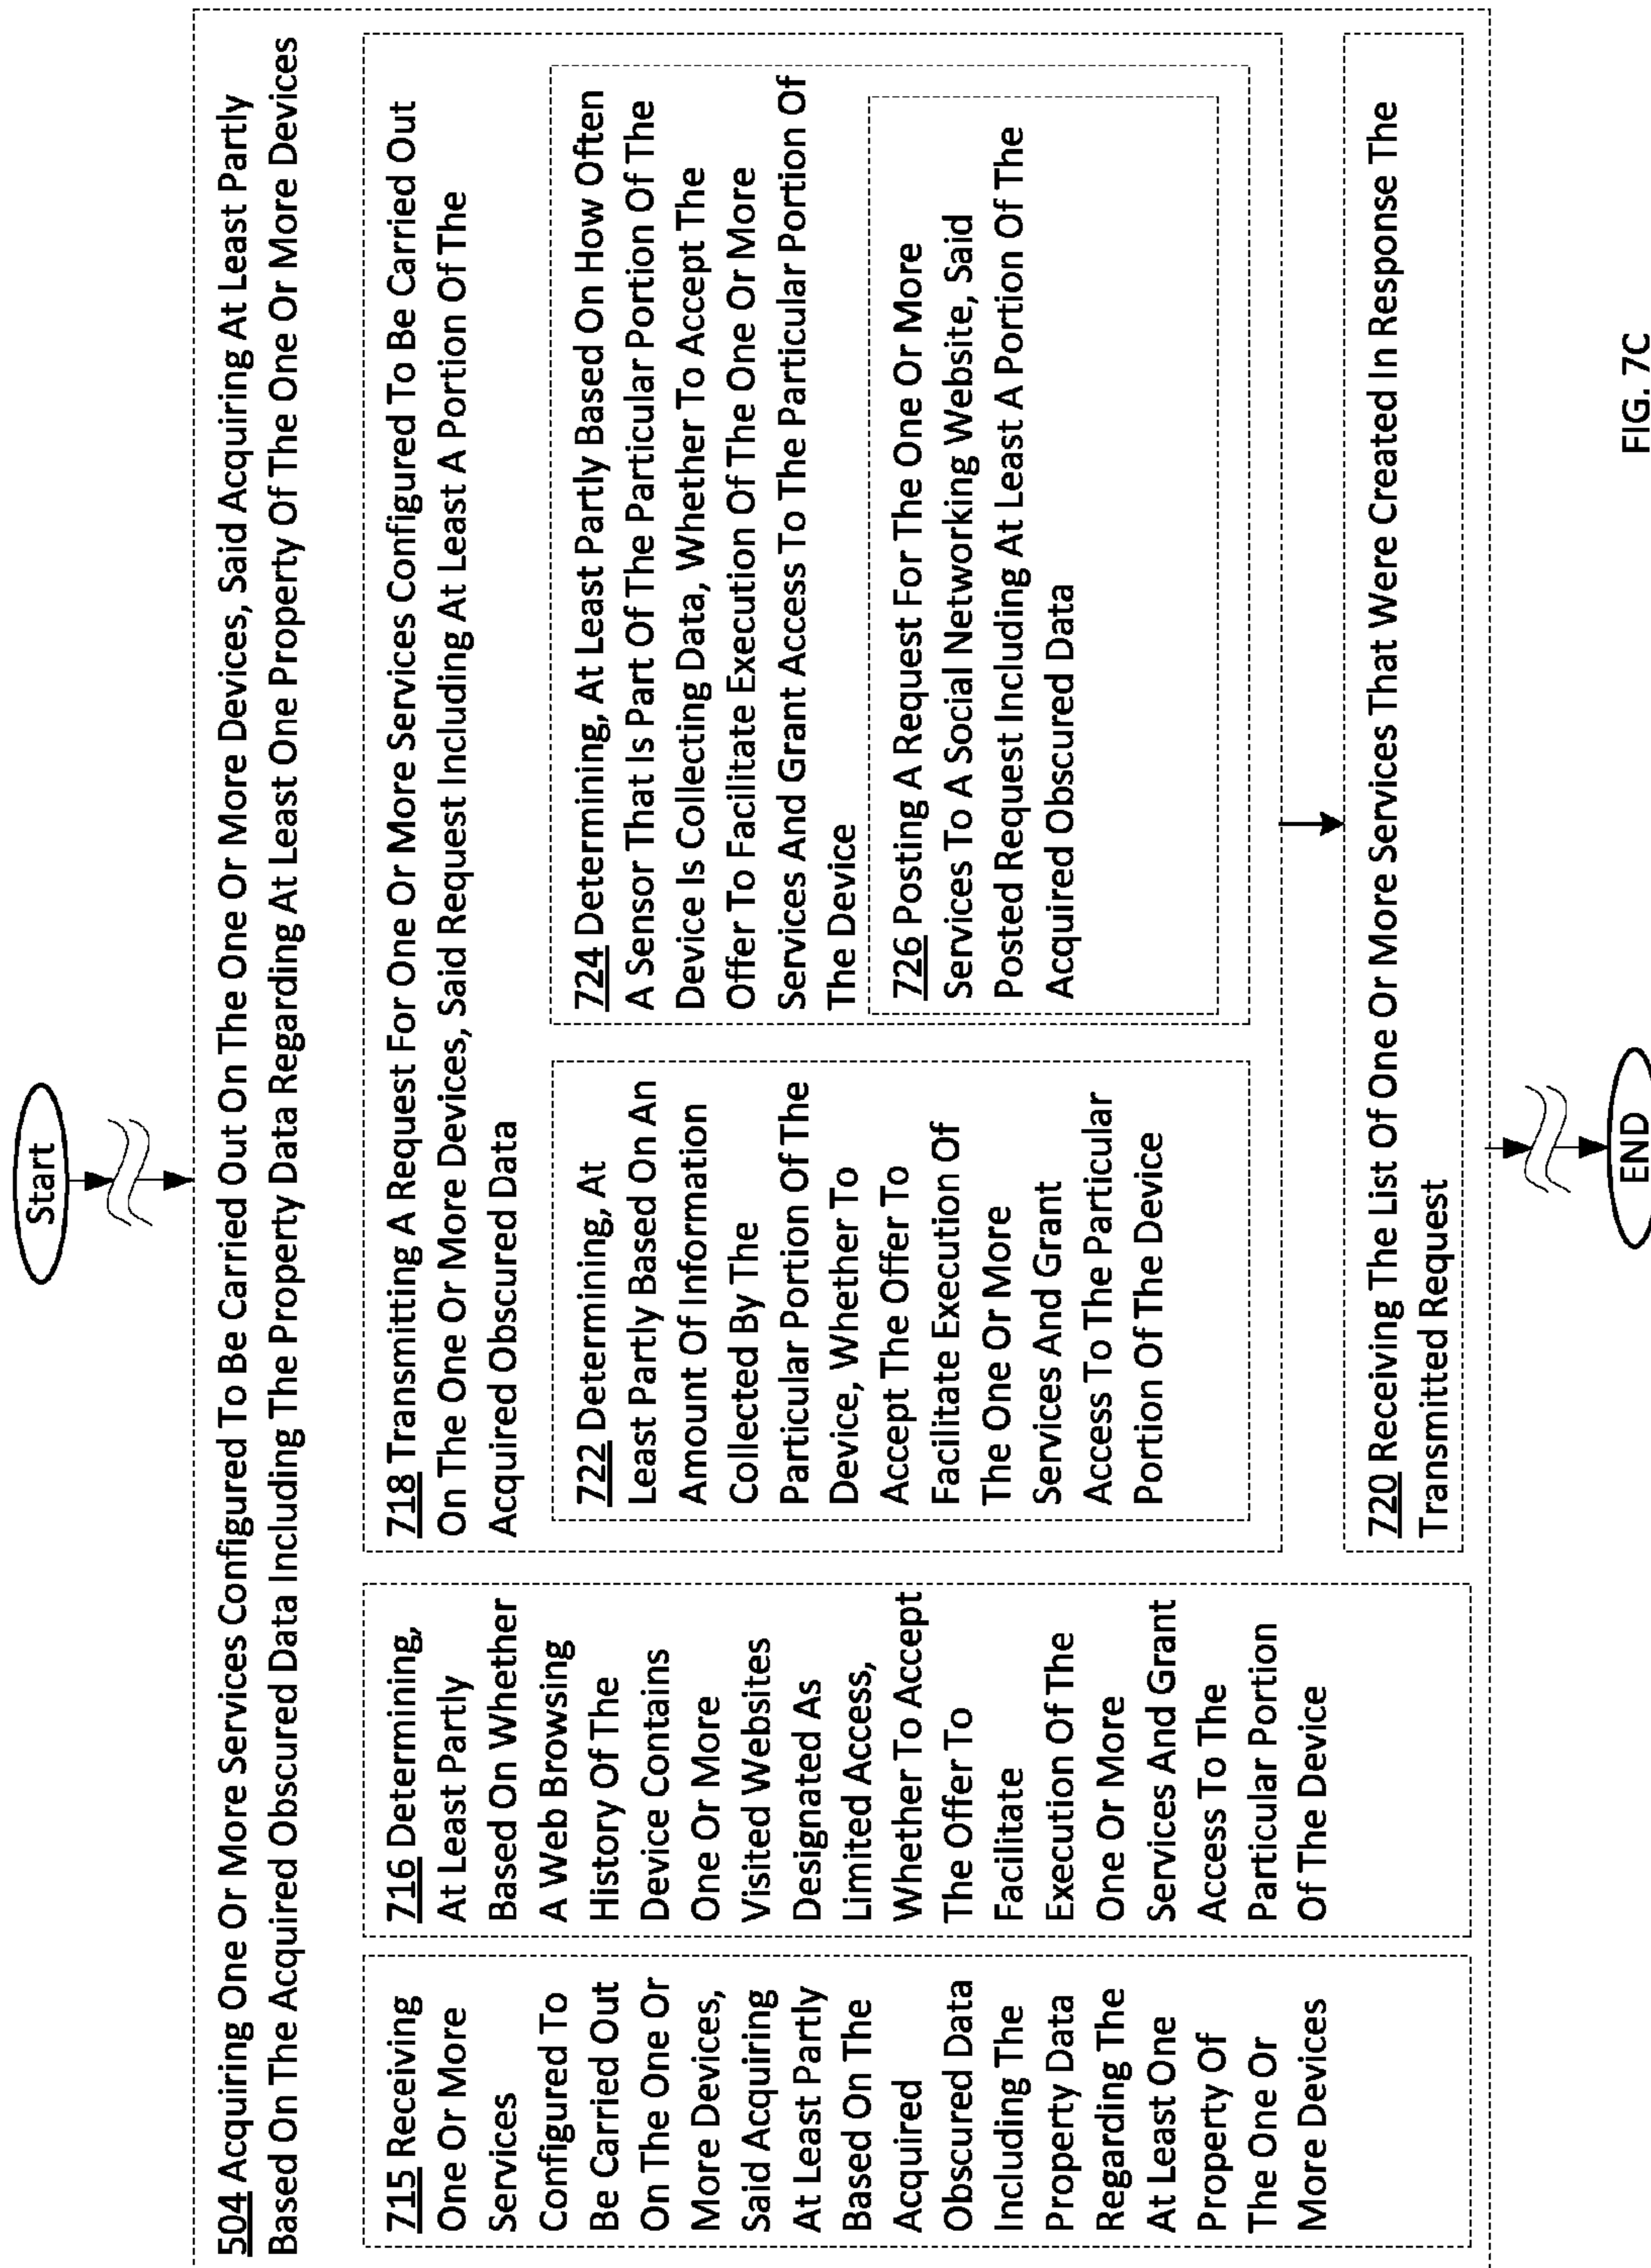 Start
504 Acquiring One Or More Services Configured To Be Carried Out On The One Or More Devices, Said Acquiring At Least Partly
Based On The Acquired Obscured Data Including The Property Data Regarding At Least One Property Of The One Or More Devices
715 Receiving
One Or More
Services
Configured To
Be Carried Out
On The One Or
More Devices,
Said Acquiring
At Least Partly
Based On The
Acquired
Obscured Data
Including The
Property Data
Regarding The
At Least One
Property Of
The One Or
More Devices
716 Determining,
At Least Partly
Based On Whether
A Web Browsing
History Of The
Device Contains
One Or More
Visited Websites
Designated As
Limited Access,
Whether To Accept
The Offer To
Facilitate
Execution Of The
One Or More
Services And Grant
Access To The
Particular Portion
Of The Device
718 Transmitting A Request For One Or More Services Configured To Be Carried Out
On The One Or More Devices, Said Request Including At Least A Portion Of The
Acquired Obscured Data
722 Determining, At
Least Partly Based On An
Amount Of Information
Collected By The
Particular Portion Of The
Device, Whether To
Accept The Offer To
Facilitate Execution Of
The One Or More
Services And Grant
Access To The Particular
Portion Of The Device
724 Determining, At Least Partly Based On How Often
A Sensor That Is Part Of The Particular Portion Of The
Device Is Collecting Data, Whether To Accept The
Offer To Facilitate Execution Of The One Or More
Services And Grant Access To The Particular Portion Of
The Device
726 Posting A Request For The One Or More
Services To A Social Networking Website, Said
Posted Request Including At Least A Portion Of The
Acquired Obscured Data
720 Receiving The List Of One Or More Services That Were Created In Response The
Transmitted Request
END
FIG. 7C